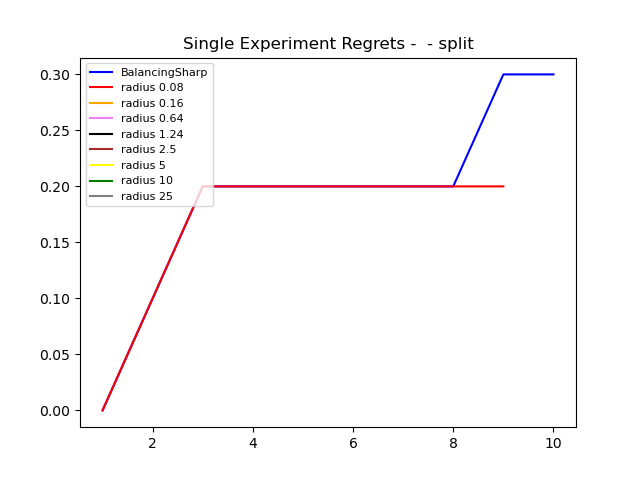 Single Experiment Regrets -  - split
0.30
0.25
0.20
0.15
0.10
0.05
0.00
BalancingSharp
radius 0.08
radius 0.16
radius 0.64
radius 1.24
radius 2.5
radius 5
radius 10
radius 25
2 4 6 8 10